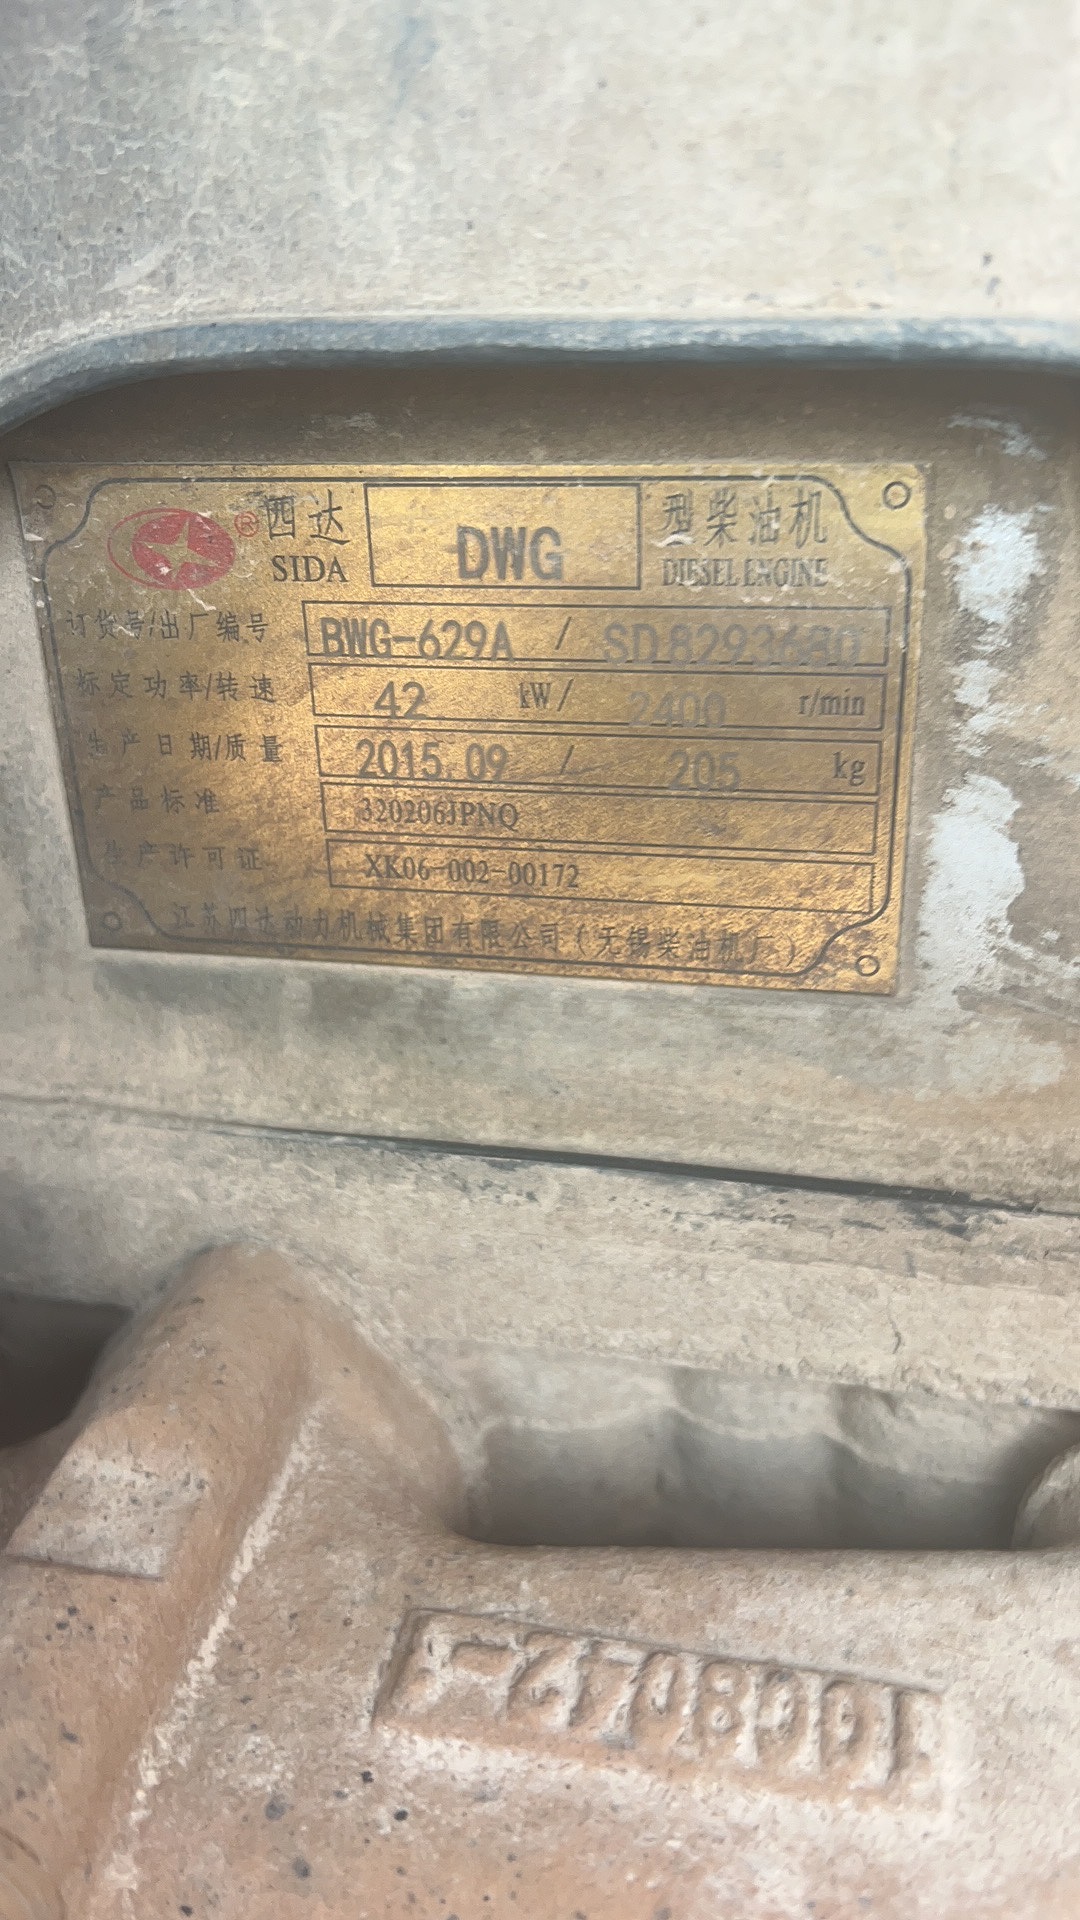 ® 四达 DWG 型柴油机
SIDA DIESEL ENGINE
订货号/出厂编号 BWG-629A / SD8293680
标定功率/转速 42 kW/ 2400 r/min
生产日期/质量 2015.09 / 205 kg
产品标准 320206JPNQ
生产许可证 XK06-002-00172
江苏四达动力机械集团有限公司(无锡柴油机厂)